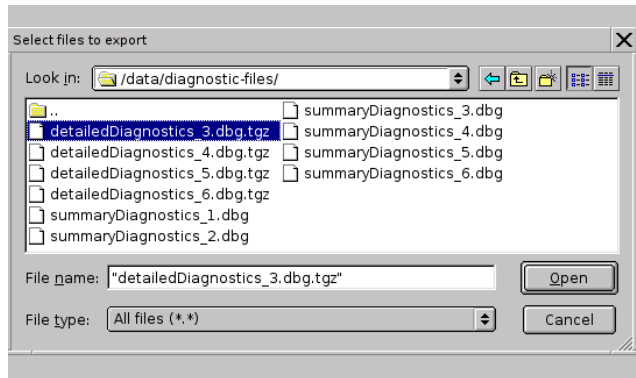 Select files to export
Look in: /data/diagnostic-files/
..
detailedDiagnostics_3.dbg.tgz
detailedDiagnostics_4.dbg.tgz
detailedDiagnostics_5.dbg.tgz
detailedDiagnostics_6.dbg.tgz
summaryDiagnostics_1.dbg
summaryDiagnostics_2.dbg
summaryDiagnostics_3.dbg
summaryDiagnostics_4.dbg
summaryDiagnostics_5.dbg
summaryDiagnostics_6.dbg
File name: "detailedDiagnostics_3.dbg.tgz" Open
File type: All files (*.*) Cancel